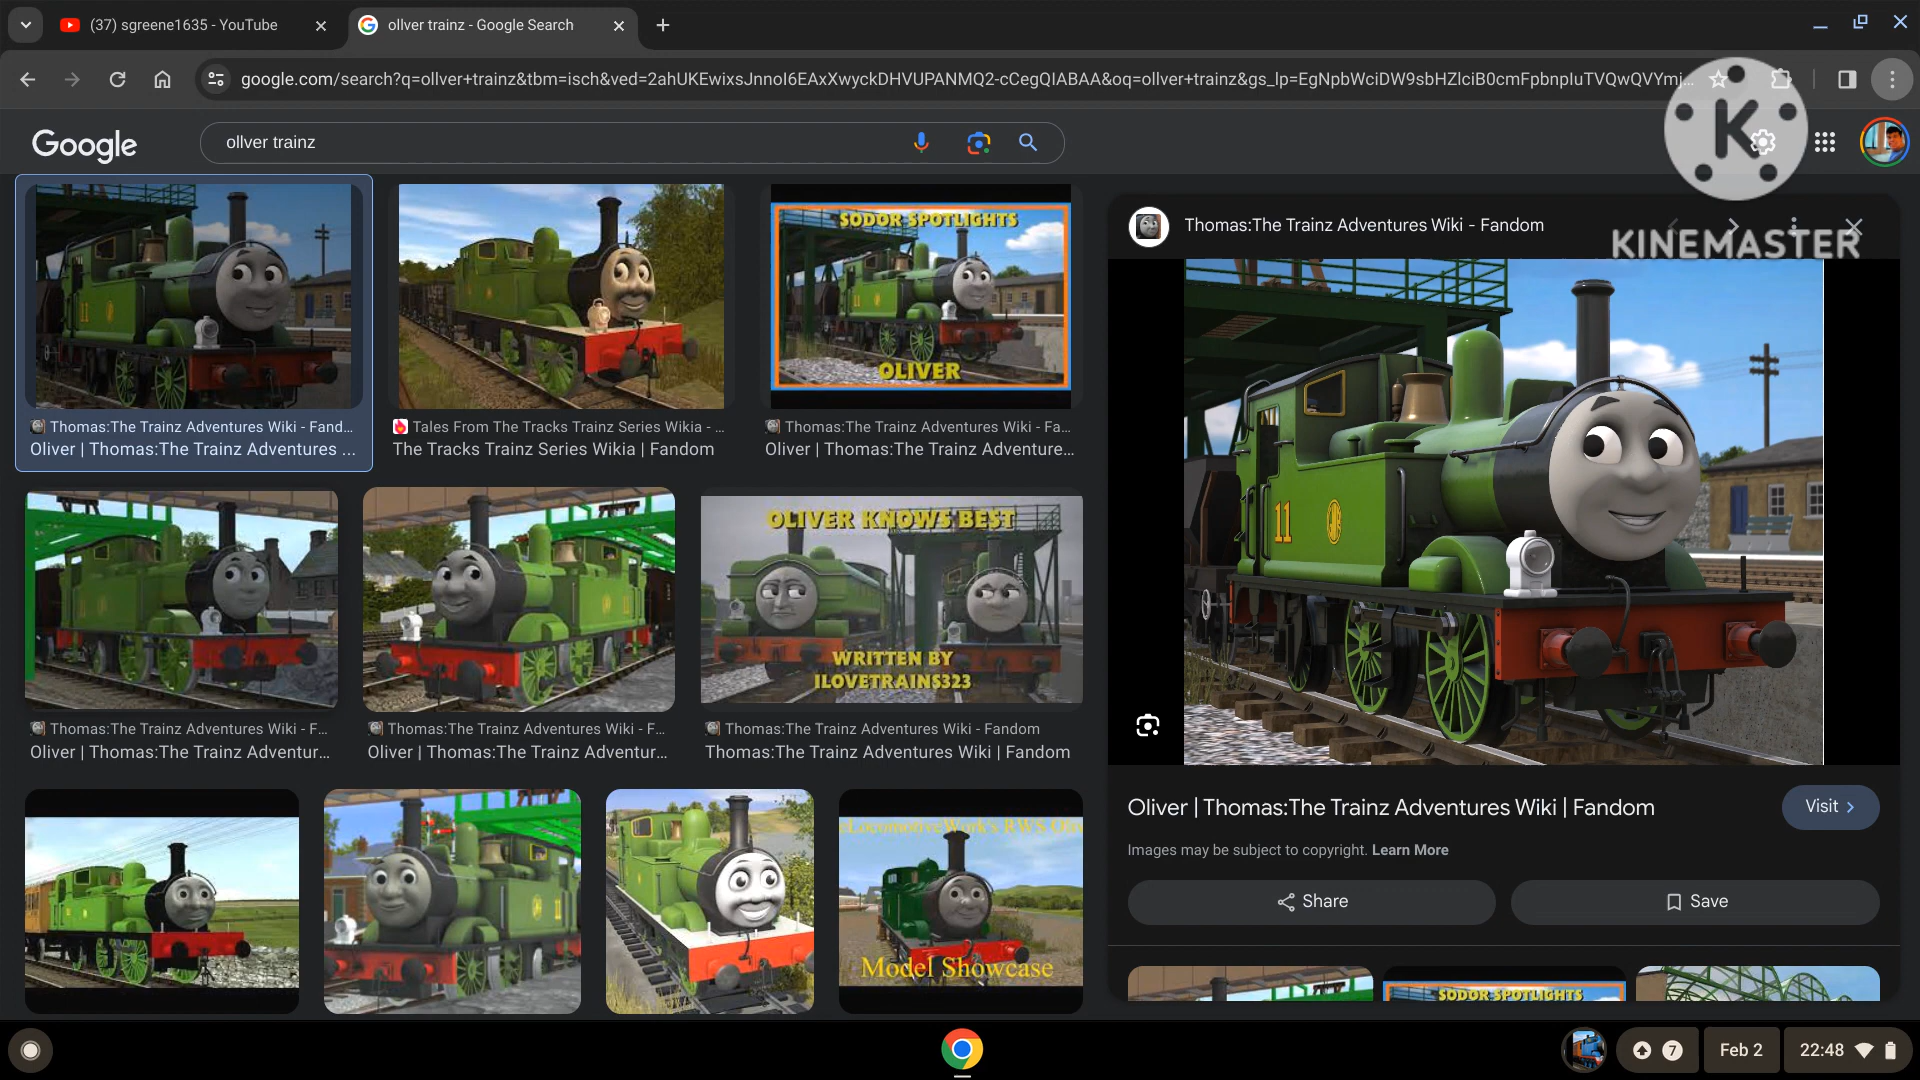 (37) sgreene1635 - YouTube
ollver trainz - Google Search
google.com/search?q=ollver+trainz&tbm=isch&ved=2ahUKEwixsJnnoI6EAxXwyckDHVUPANMQ2-cCegQIABAA&oq=ollver+trainz&gs_lp=EgNpbWciDW9sbHZlciB0cmFpbnpIuTVQwQVYmj...
Google
ollver trainz
K
KINEMASTER
Thomas:The Trainz Adventures Wiki - Fandom
SODOR SPOTLIGHTS
11
OLIVER
11
Thomas:The Trainz Adventures Wiki - Fand...
Oliver | Thomas:The Trainz Adventures ...
Tales From The Tracks Trainz Series Wikia - ...
The Tracks Trainz Series Wikia | Fandom
Thomas:The Trainz Adventures Wiki - Fa...
Oliver | Thomas:The Trainz Adventure...
11
OLIVER KNOWS BEST
WRITTEN BY
ILOVETRAINS323
Thomas:The Trainz Adventures Wiki - F...
Oliver | Thomas:The Trainz Adventur...
Thomas:The Trainz Adventures Wiki - F...
Oliver | Thomas:The Trainz Adventur...
Thomas:The Trainz Adventures Wiki - Fandom
Thomas:The Trainz Adventures Wiki | Fandom
Oliver | Thomas:The Trainz Adventures Wiki | Fandom
Visit
Images may be subject to copyright. Learn More
Share
Save
LocomotiveWork's RWS
Model Showcase
SODOR SPOTLIGHTS
7
Feb 2
22:48